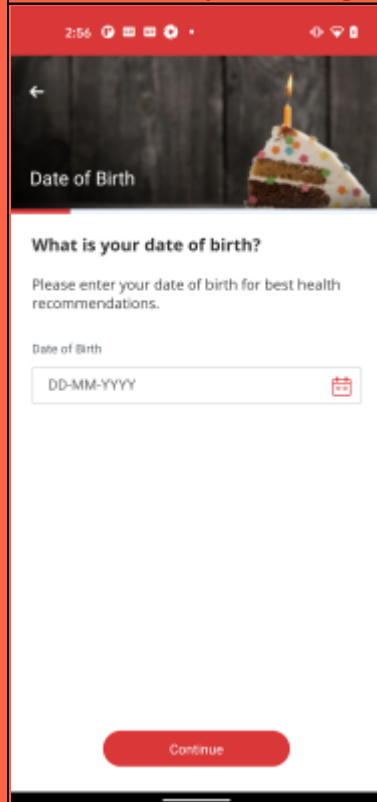 2:56
Date of Birth
What is your date of birth?
Please enter your date of birth for best health
recommendations.
Date of Birth
DD-MM-YYYY
Continue